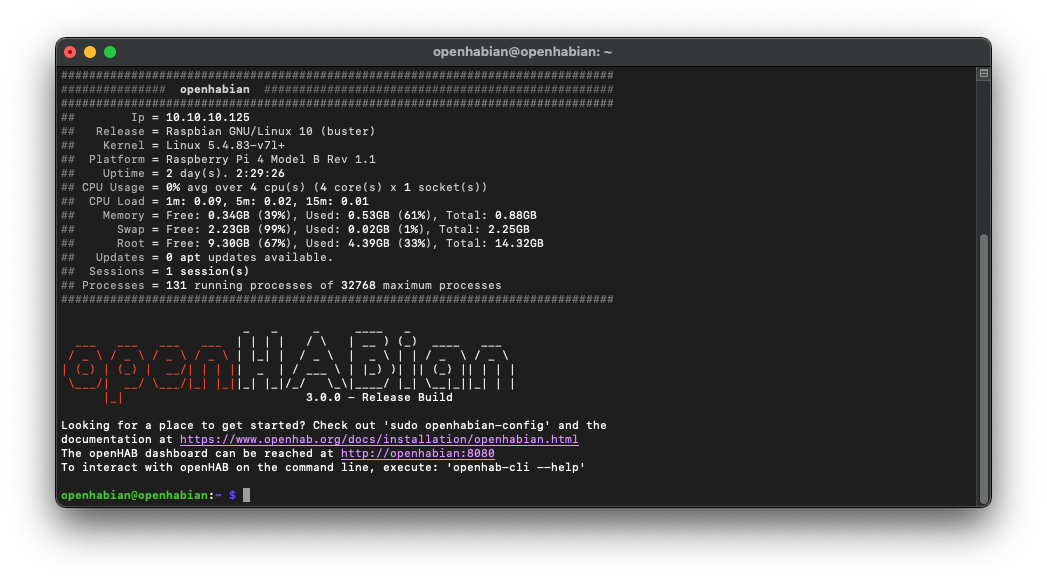 openhabian@openhabian: ~
###############################################################################
############### openhabian ##################################################
###############################################################################
## Ip = 10.10.10.125
## Release = Raspbian GNU/Linux 10 (buster)
## Kernel = Linux 5.4.83-v7l+
## Platform = Raspberry Pi 4 Model B Rev 1.1
## Uptime = 2 day(s). 2:29:26
## CPU Usage = 0% avg over 4 cpu(s) (4 core(s) x 1 socket(s))
## CPU Load = 1m: 0.09, 5m: 0.02, 15m: 0.01
## Memory = Free: 0.34GB (39%), Used: 0.53GB (61%), Total: 0.88GB
## Swap = Free: 2.23GB (99%), Used: 0.02GB (1%), Total: 2.25GB
## Root = Free: 9.30GB (67%), Used: 4.39GB (33%), Total: 14.32GB
## Updates = 0 apt updates available.
## Sessions = 1 session(s)
## Processes = 131 running processes of 32768 maximum processes
###############################################################################
openHABian
3.0.0 - Release Build
Looking for a place to get started? Check out 'sudo openhabian-config' and the
documentation at https://www.openhab.org/docs/installation/openhabian.html
The openHAB dashboard can be reached at http://openhabian:8080
To interact with openHAB on the command line, execute: 'openhab-cli --help'
openhabian@openhabian:~ $